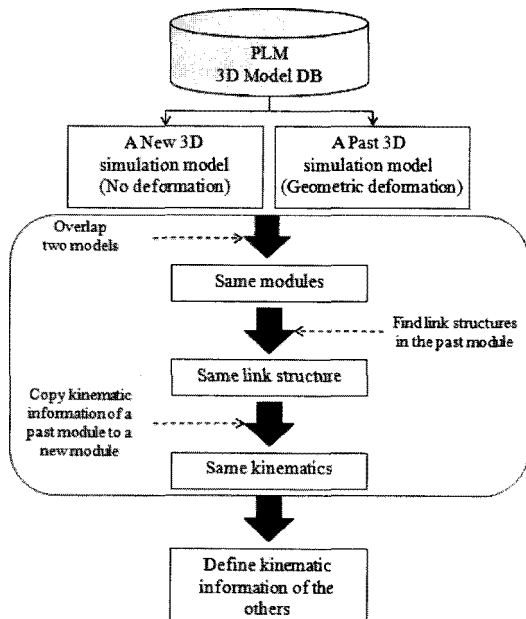 PLM
3D Model DB
A New 3D
simulation model
(No deformation)
A Past 3D
simulation model
(Geometric deformation)
Overlap
two models
Same modules
Find link structures
in the past module
Same link structure
Copy kinematic
information of a
past module to a
new module
Same kinematics
Define kinematic
information of the
others